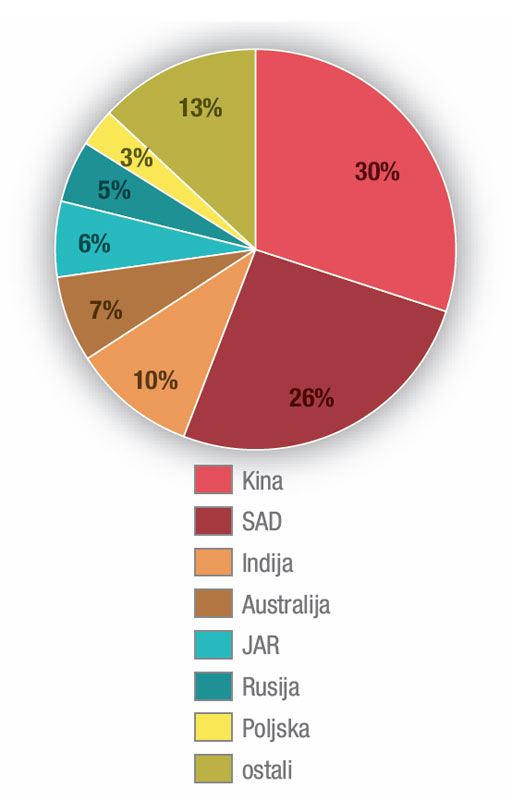 13%
30%
3%
5%
6%
7%
10%
26%
Kina
SAD
Indija
Australija
JAR
Rusija
Poljska
ostali